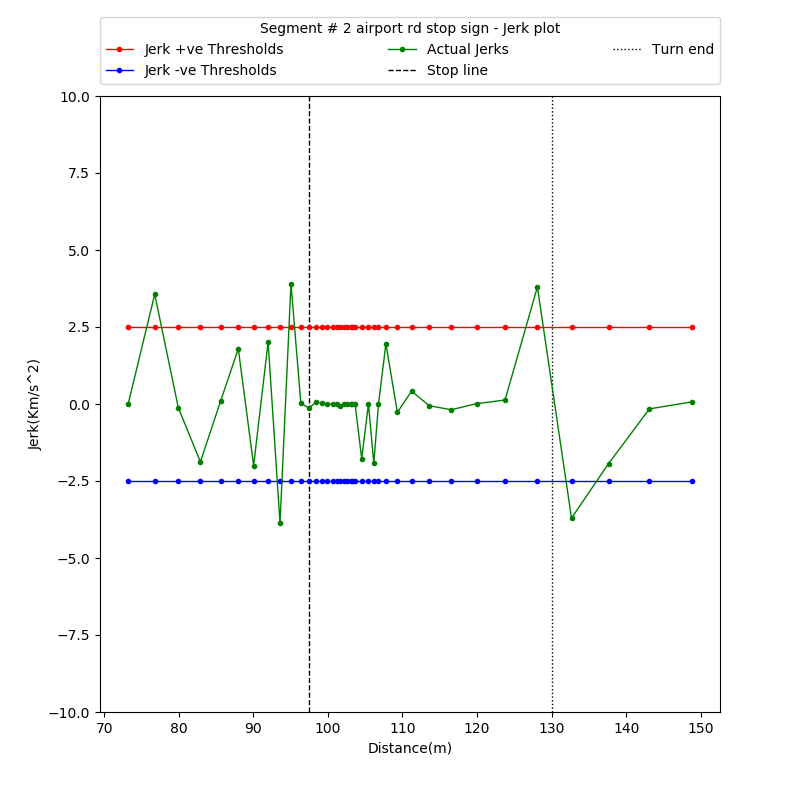 Segment # 2 airport rd stop sign - Jerk plot
Jerk +ve Thresholds Actual Jerks Turn end
Jerk -ve Thresholds Stop line
10.0
7.5
5.0
2.5
0.0
−2.5
−5.0
−7.5
−10.0
Jerk(Km/s^2)
70 80 90 100 110 120 130 140 150
Distance(m)